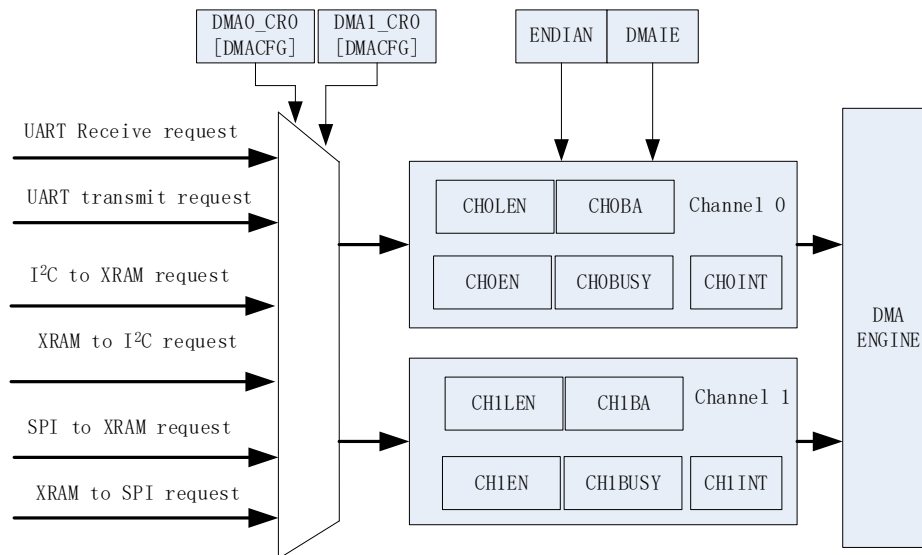 DMA0_CR0 DMA1_CR0
[DMACFG] [DMACFG]
ENDIAN DMAIE
UART Receive request
UART transmit request
I²C to XRAM request
XRAM to I²C request
SPI to XRAM request
XRAM to SPI request
CH0LEN CH0BA Channel 0
CH0EN CH0BUSY CH0INT
CH1LEN CH1BA Channel 1
CH1EN CH1BUSY CH1INT
DMA
ENGINE